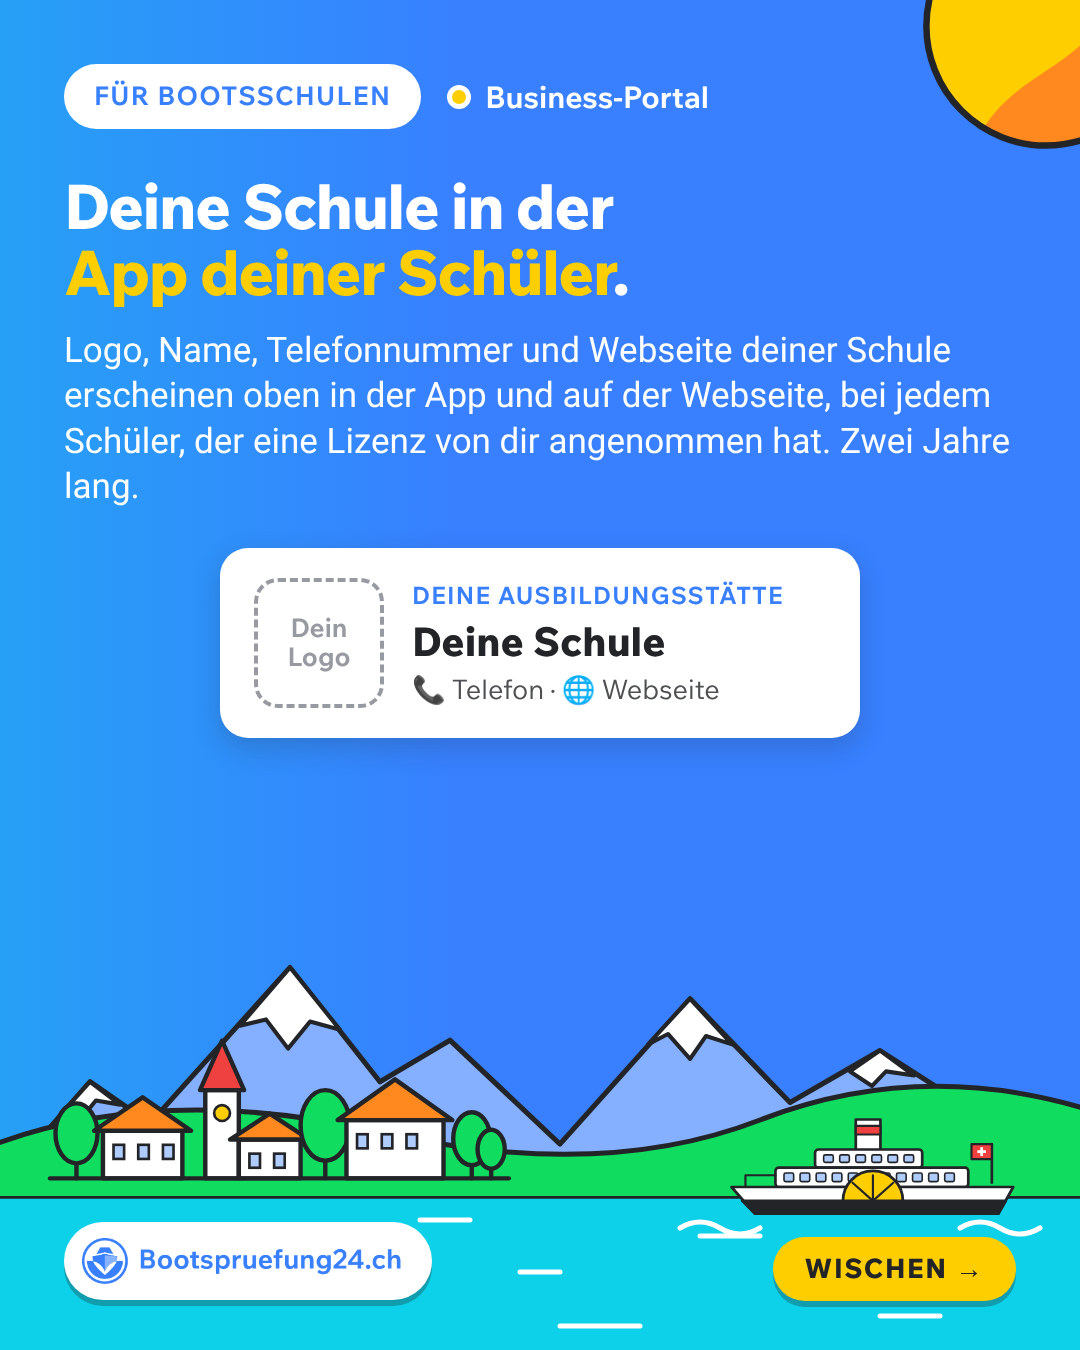 FÜR BOOTSSCHULEN
Business-Portal
Deine Schule in der
App deiner Schüler.
Logo, Name, Telefonnummer und Webseite deiner Schule
erscheinen oben in der App und auf der Webseite, bei jedem
Schüler, der eine Lizenz von dir angenommen hat. Zwei Jahre
lang.
Dein
Logo
DEINE AUSBILDUNGSSTÄTTE
Deine Schule
📞 Telefon · 🌐 Webseite
Bootspruefung24.ch
WISCHEN →